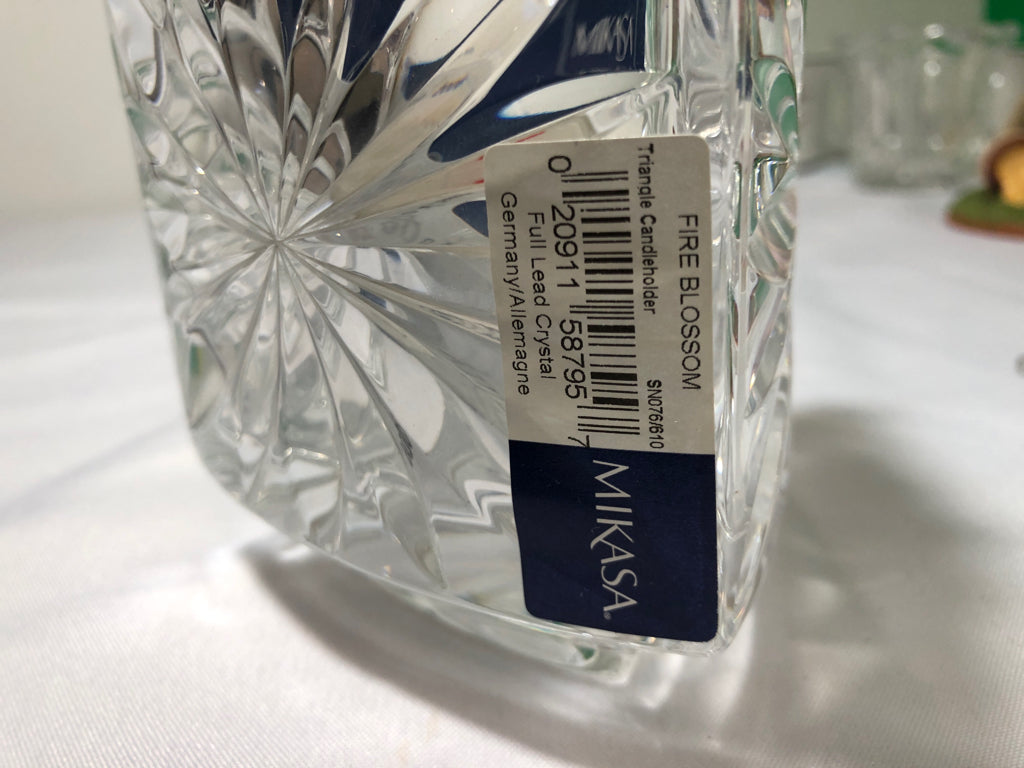 FIRE BLOSSOM
Triangle Candleholder SN076/610
0 20911 58795 7
Full Lead Crystal
Germany/Allemagne
MIKASA